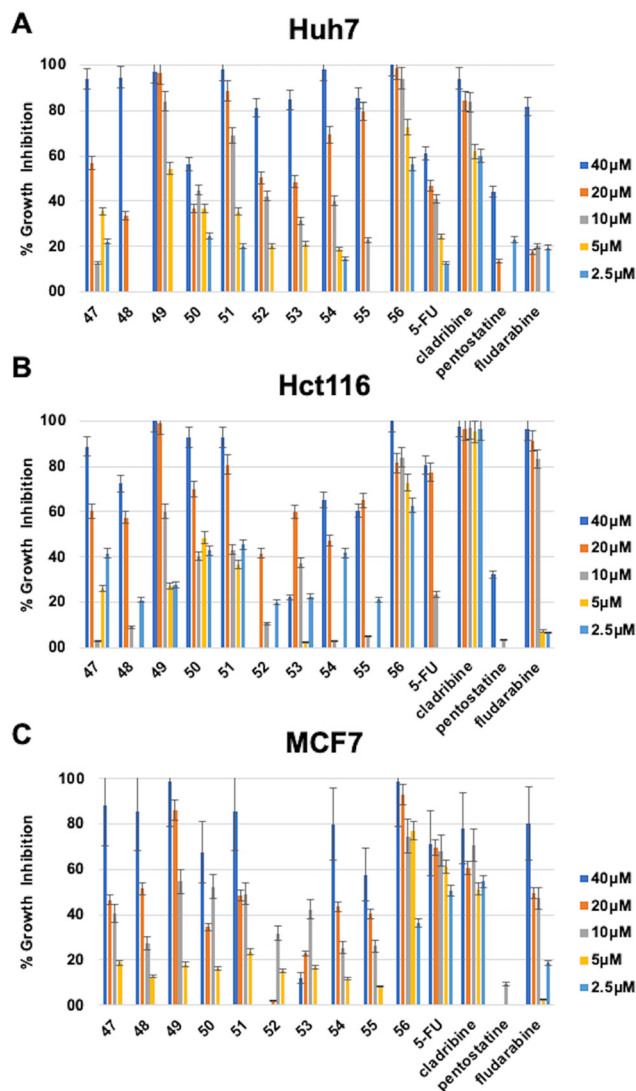 A
Huh7
% Growth Inhibition
100
80
60
40
20
00
40µM
20µM
10µM
5µM
2.5µM
47 48 49 50 51 52 53 54 55 56 5-FU cladribine pentostatine fludarabine
B
Hct116
% Growth Inhibition
100
80
60
40
20
00
40µM
20µM
10µM
5µM
2.5µM
47 48 49 50 51 52 53 54 55 56 5-FU cladribine pentostatine fludarabine
C
MCF7
% Growth Inhibition
100
80
60
40
20
00
40µM
20µM
10µM
5µM
2.5µM
47 48 49 50 51 52 53 54 55 56 5-FU cladribine pentostatine fludarabine